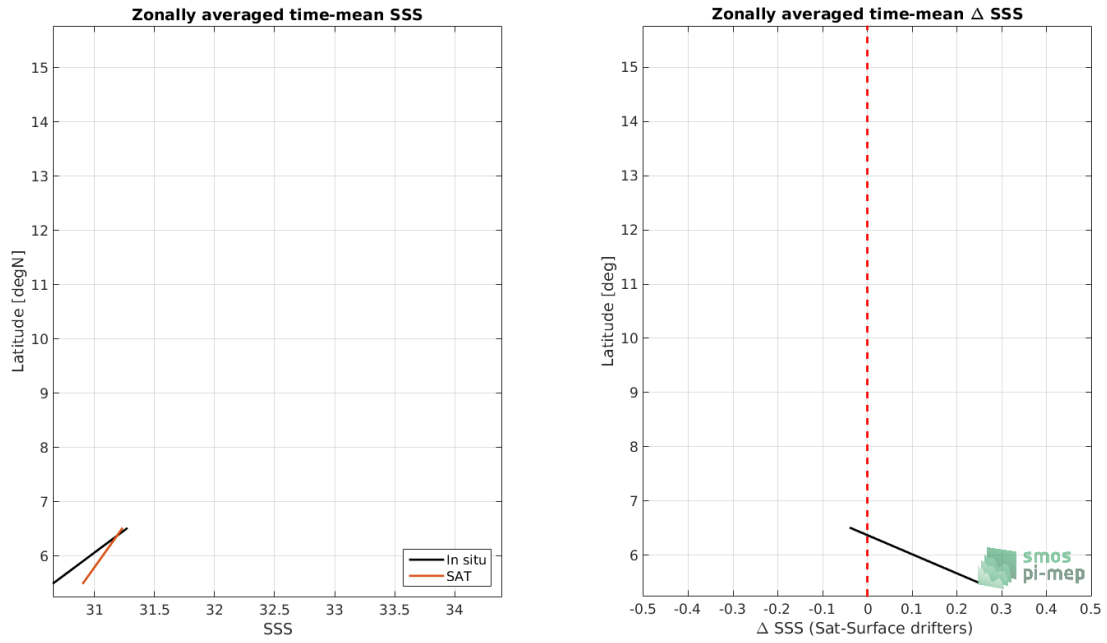 Zonally averaged time-mean SSS
15
14
13
12
11
10
9
8
7
6
Latitude [degN]
31 31.5 32 32.5 33 33.5 34
SSS
In situ
SAT
Zonally averaged time-mean Δ SSS
15
14
13
12
11
10
9
8
7
6
Latitude [deg]
-0.5 -0.4 -0.3 -0.2 -0.1 0 0.1 0.2 0.3 0.4 0.5
Δ SSS (Sat-Surface drifters)
smos
pi-mep